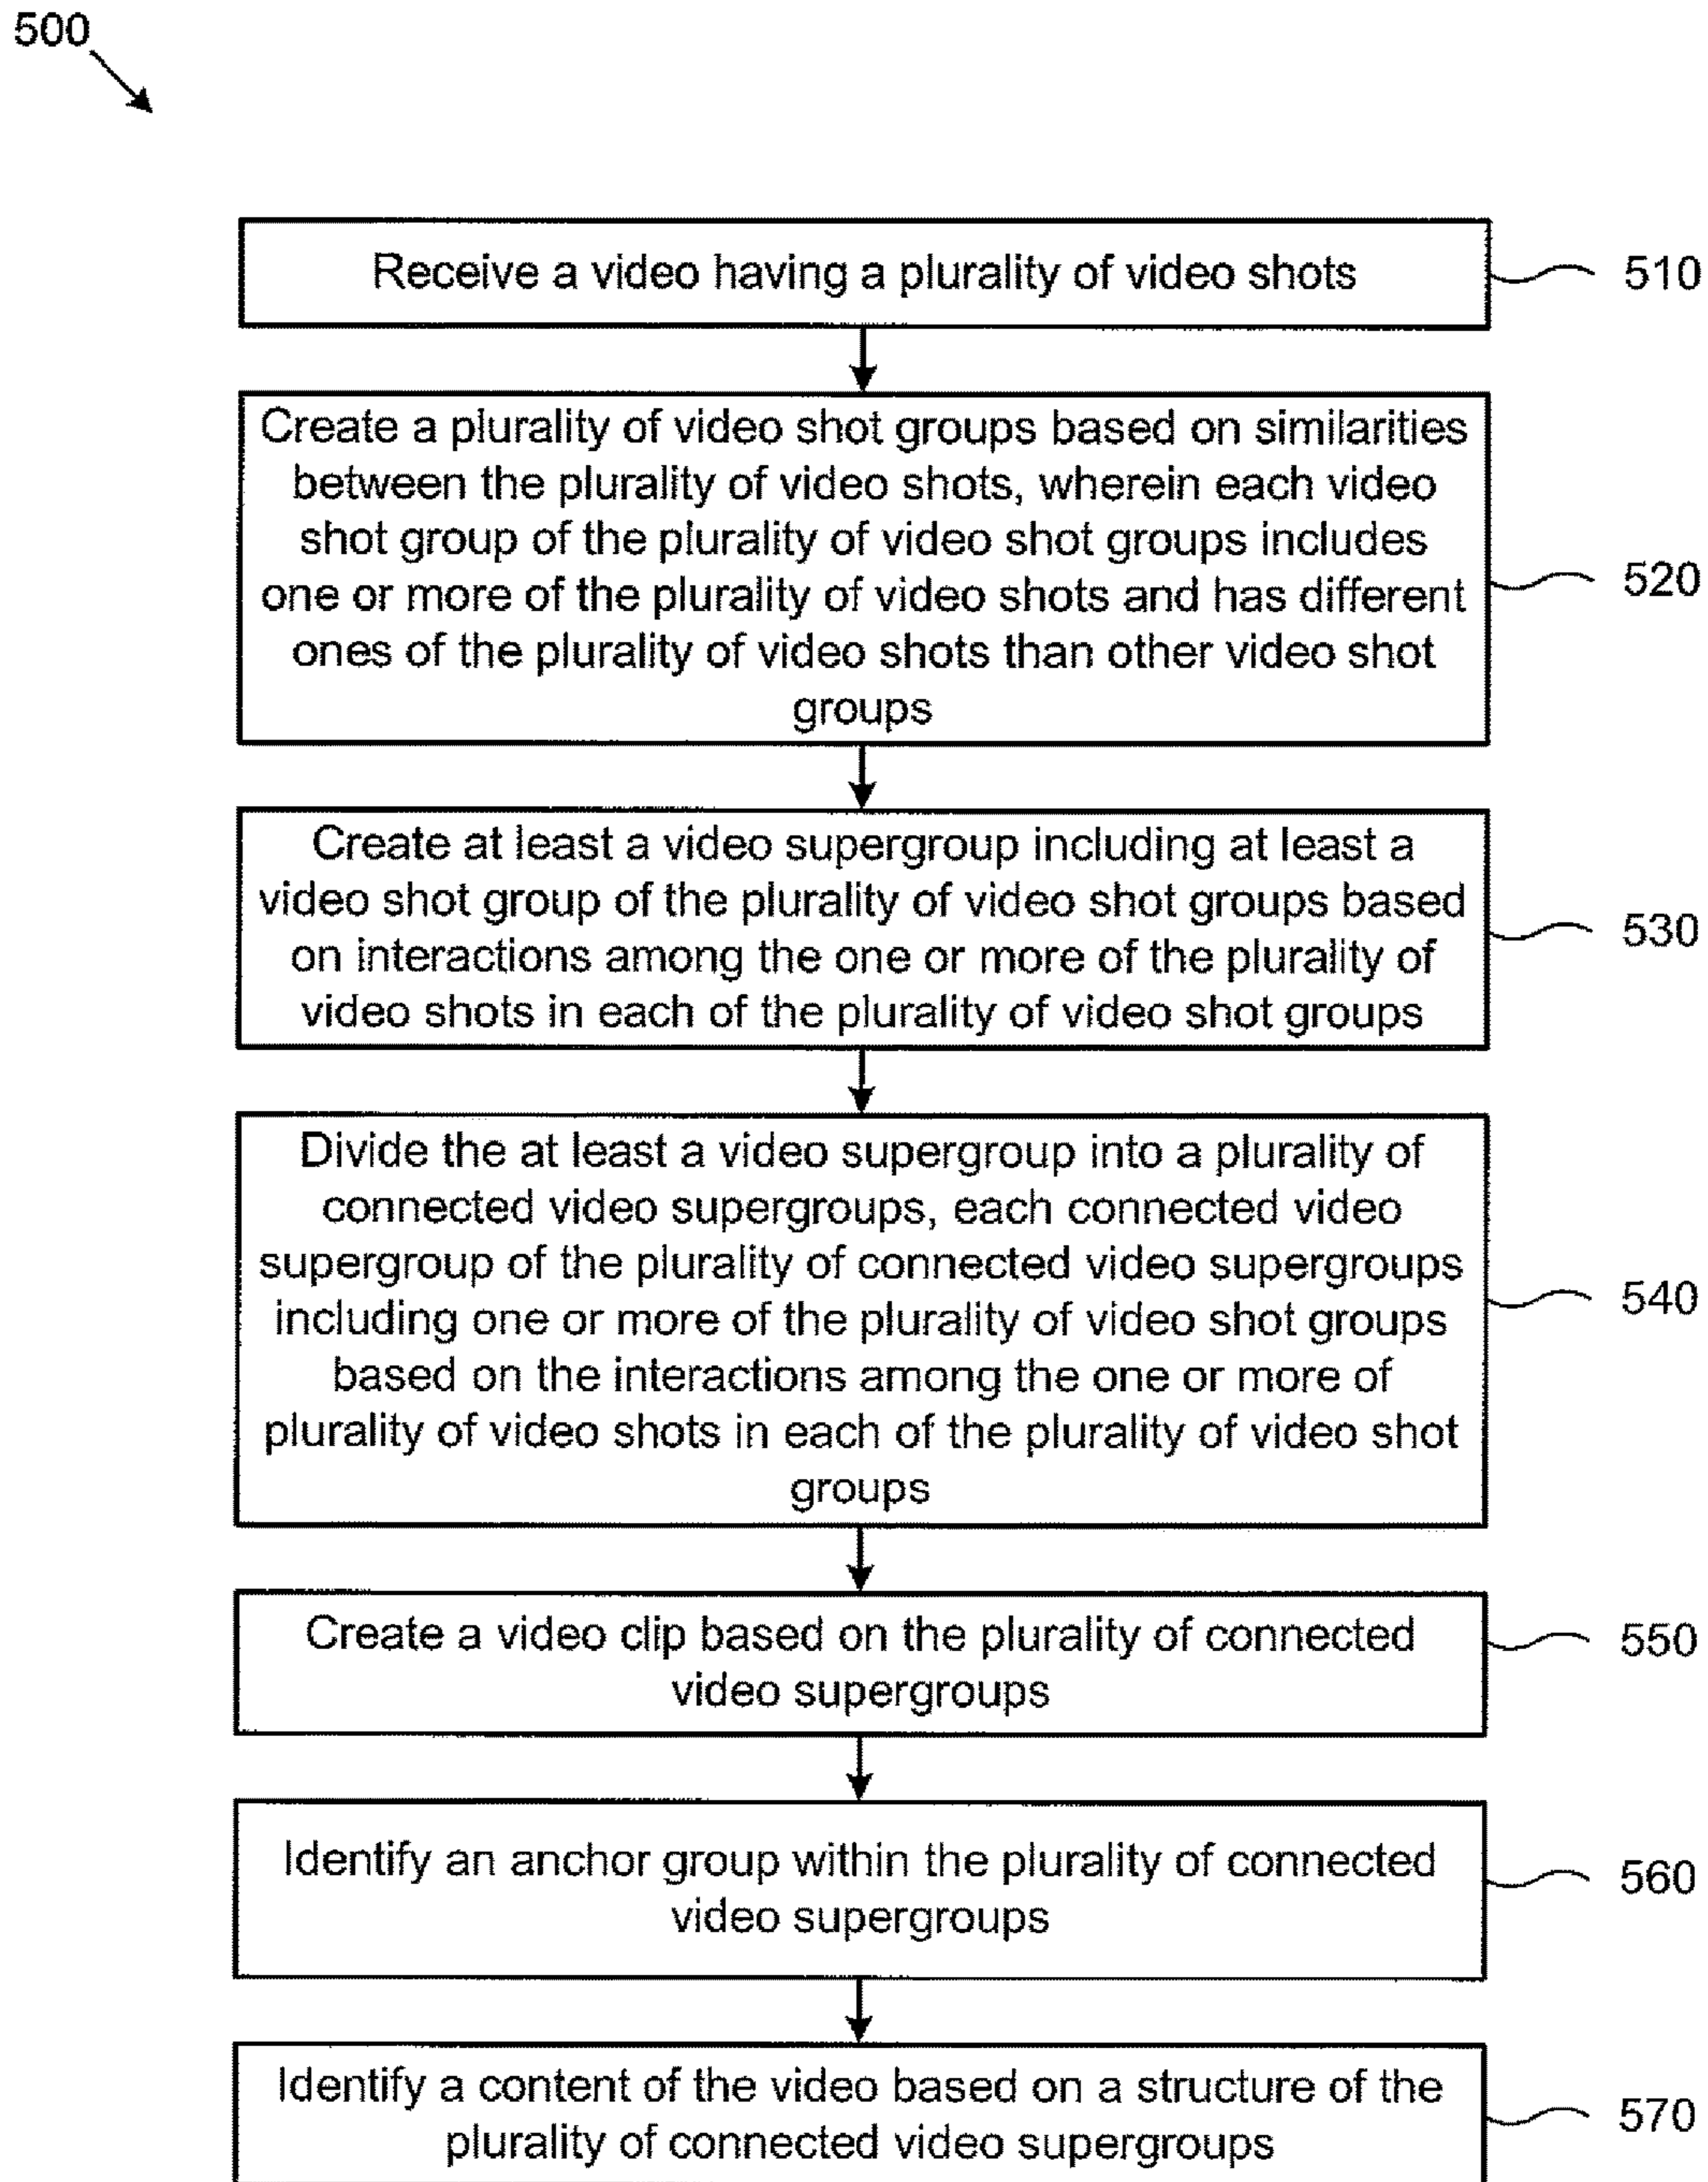 500
Receive a video having a plurality of video shots
510
Create a plurality of video shot groups based on similarities
between the plurality of video shots, wherein each video
shot group of the plurality of video shot groups includes
one or more of the plurality of video shots and has different
ones of the plurality of video shots than other video shot
groups
520
Create at least a video supergroup including at least a
video shot group of the plurality of video shot groups based
on interactions among the one or more of the plurality of
video shots in each of the plurality of video shot groups
530
Divide the at least a video supergroup into a plurality of
connected video supergroups, each connected video
supergroup of the plurality of connected video supergroups
including one or more of the plurality of video shot groups
based on the interactions among the one or more of
plurality of video shots in each of the plurality of video shot
groups
540
Create a video clip based on the plurality of connected
video supergroups
550
Identify an anchor group within the plurality of connected
video supergroups
560
Identify a content of the video based on a structure of the
plurality of connected video supergroups
570